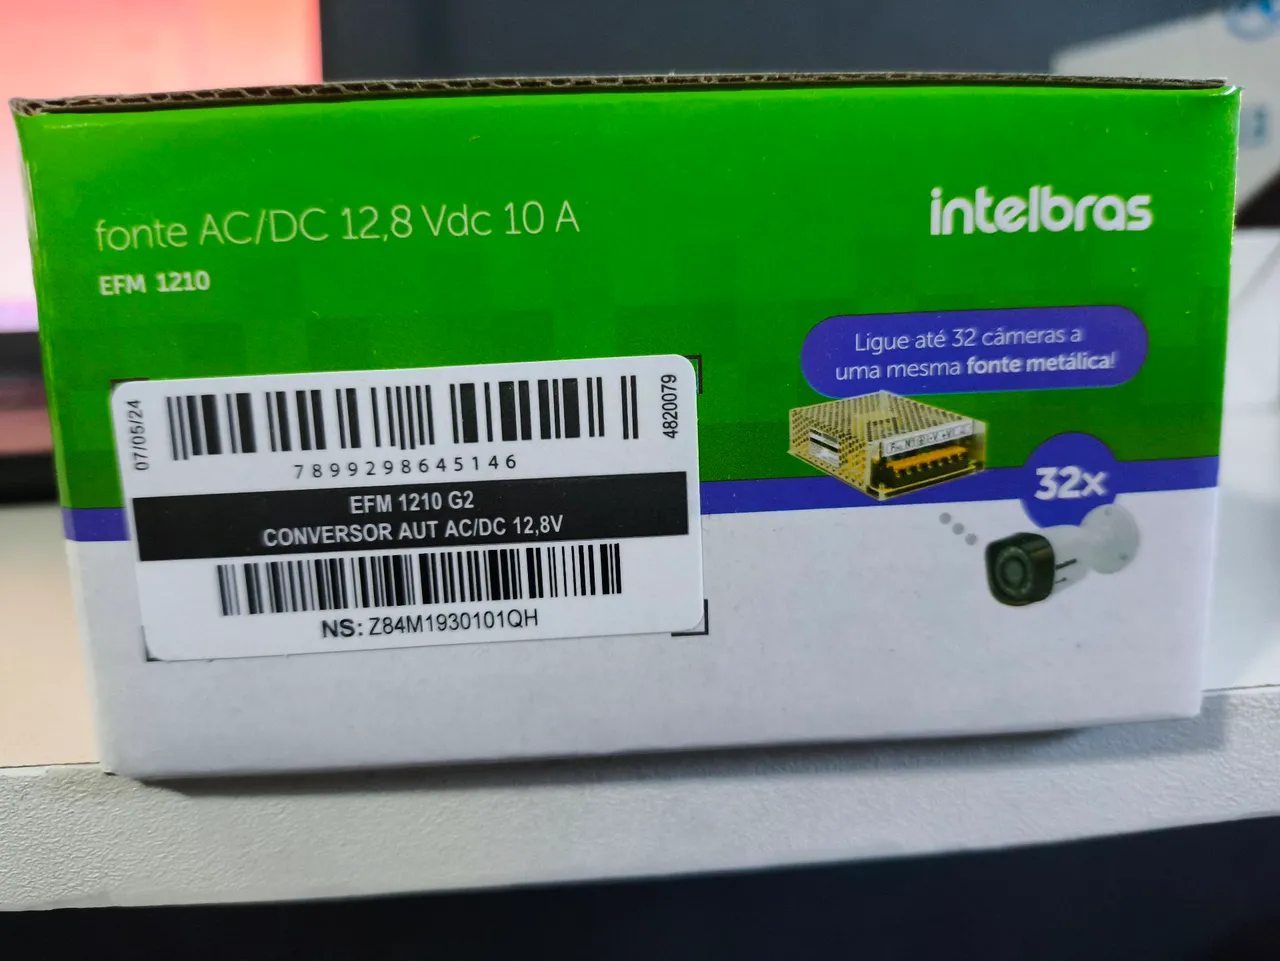 fonte AC/DC 12,8 Vdc 10 A
EFM 1210
intelbras
Ligue até 32 câmeras a
uma mesma fonte metálica!
32x
07/05/24
4820079
7899298645146
EFM 1210 G2
CONVERSOR AUT AC/DC 12,8V
NS: Z84M1930101QH